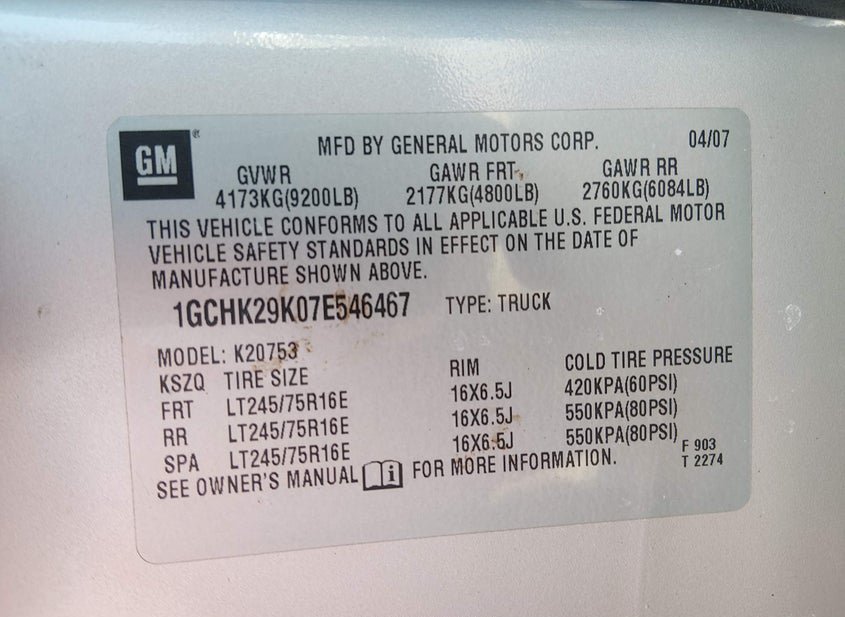 GM®
MFD BY GENERAL MOTORS CORP. 04/07
GVWR GAWR FRT GAWR RR
4173KG(9200LB) 2177KG(4800LB) 2760KG(6084LB)
THIS VEHICLE CONFORMS TO ALL APPLICABLE U.S. FEDERAL MOTOR
VEHICLE SAFETY STANDARDS IN EFFECT ON THE DATE OF
MANUFACTURE SHOWN ABOVE.
1GCHK29K07E546467 TYPE: TRUCK
MODEL: K20753
KSZQ TIRE SIZE RIM COLD TIRE PRESSURE
FRT LT245/75R16E 16X6.5J 420KPA(60PSI)
RR LT245/75R16E 16X6.5J 550KPA(80PSI)
SPA LT245/75R16E 16X6.5J 550KPA(80PSI)
SEE OWNER'S MANUAL i FOR MORE INFORMATION.
F 903
T 2274